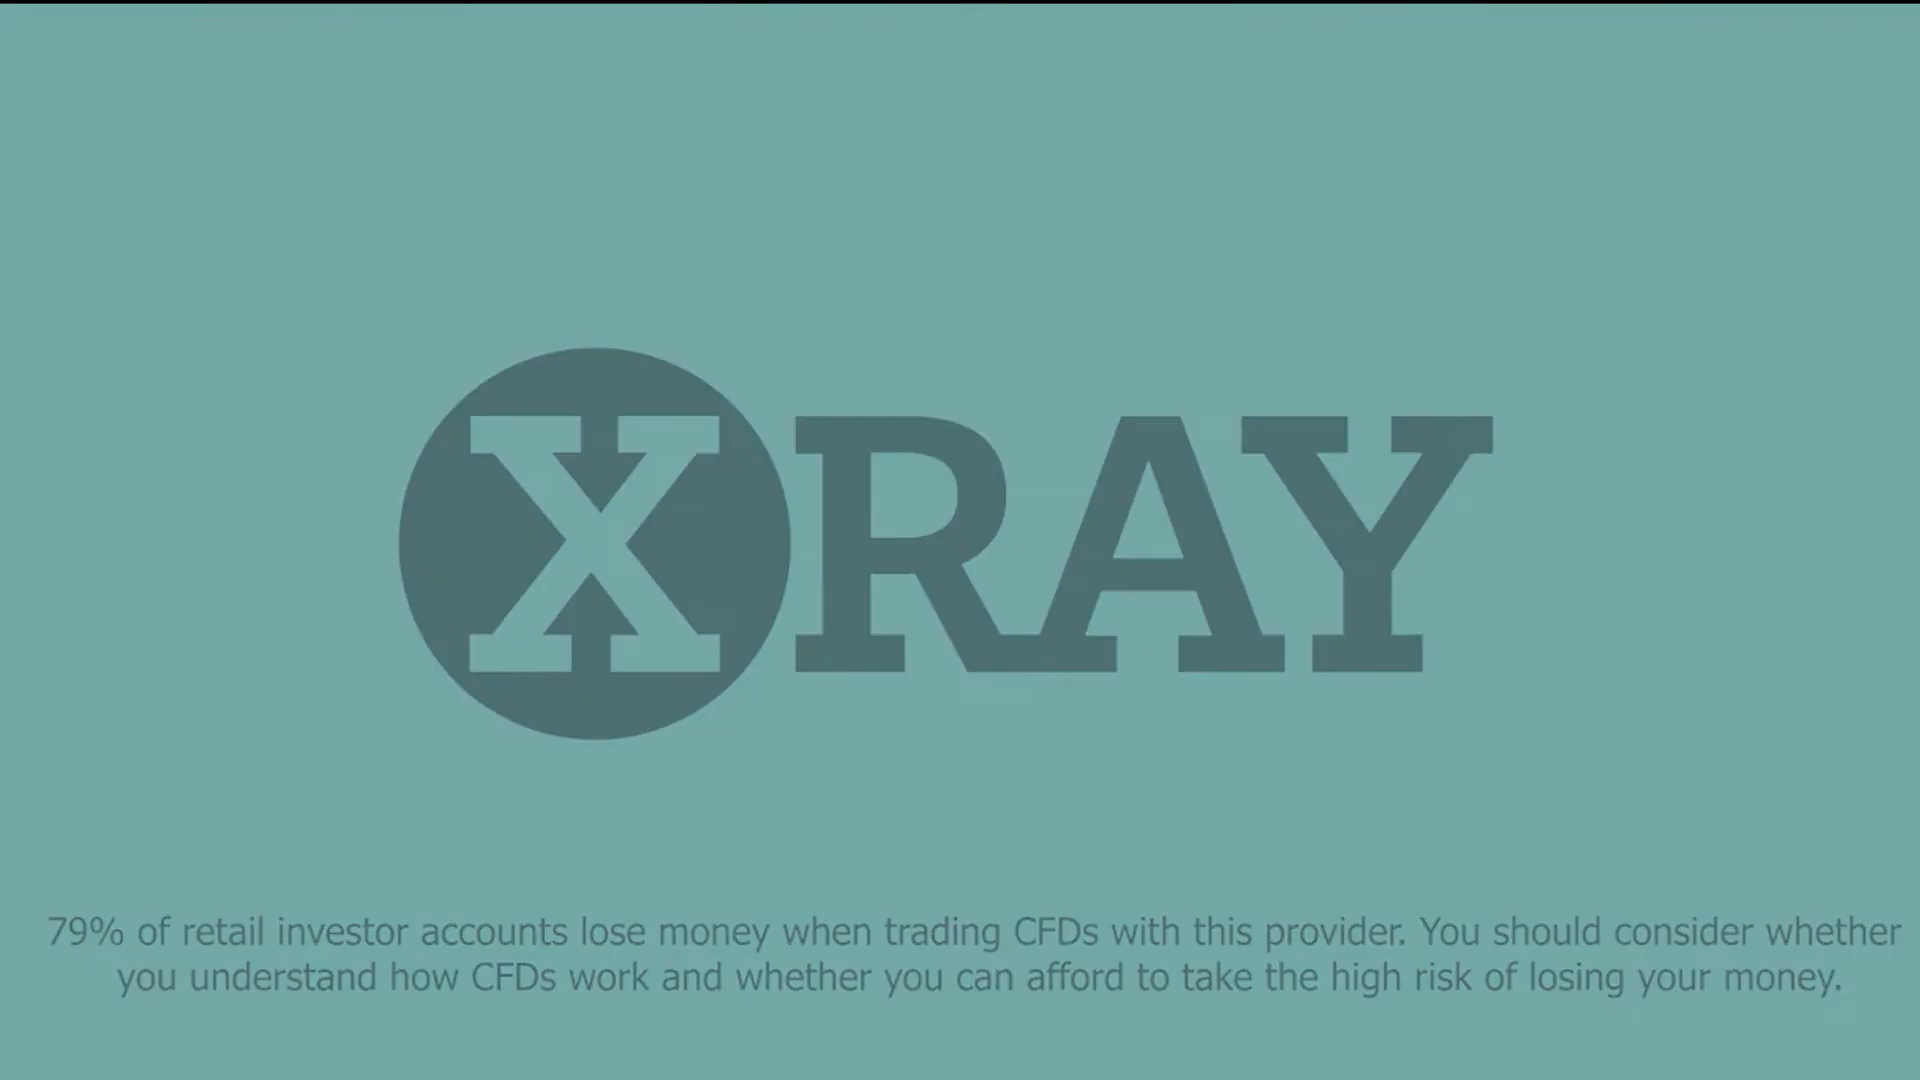 XRAY
79% of retail investor accounts lose money when trading CFDs with this provider. You should consider whether
you understand how CFDs work and whether you can afford to take the high risk of losing your money.